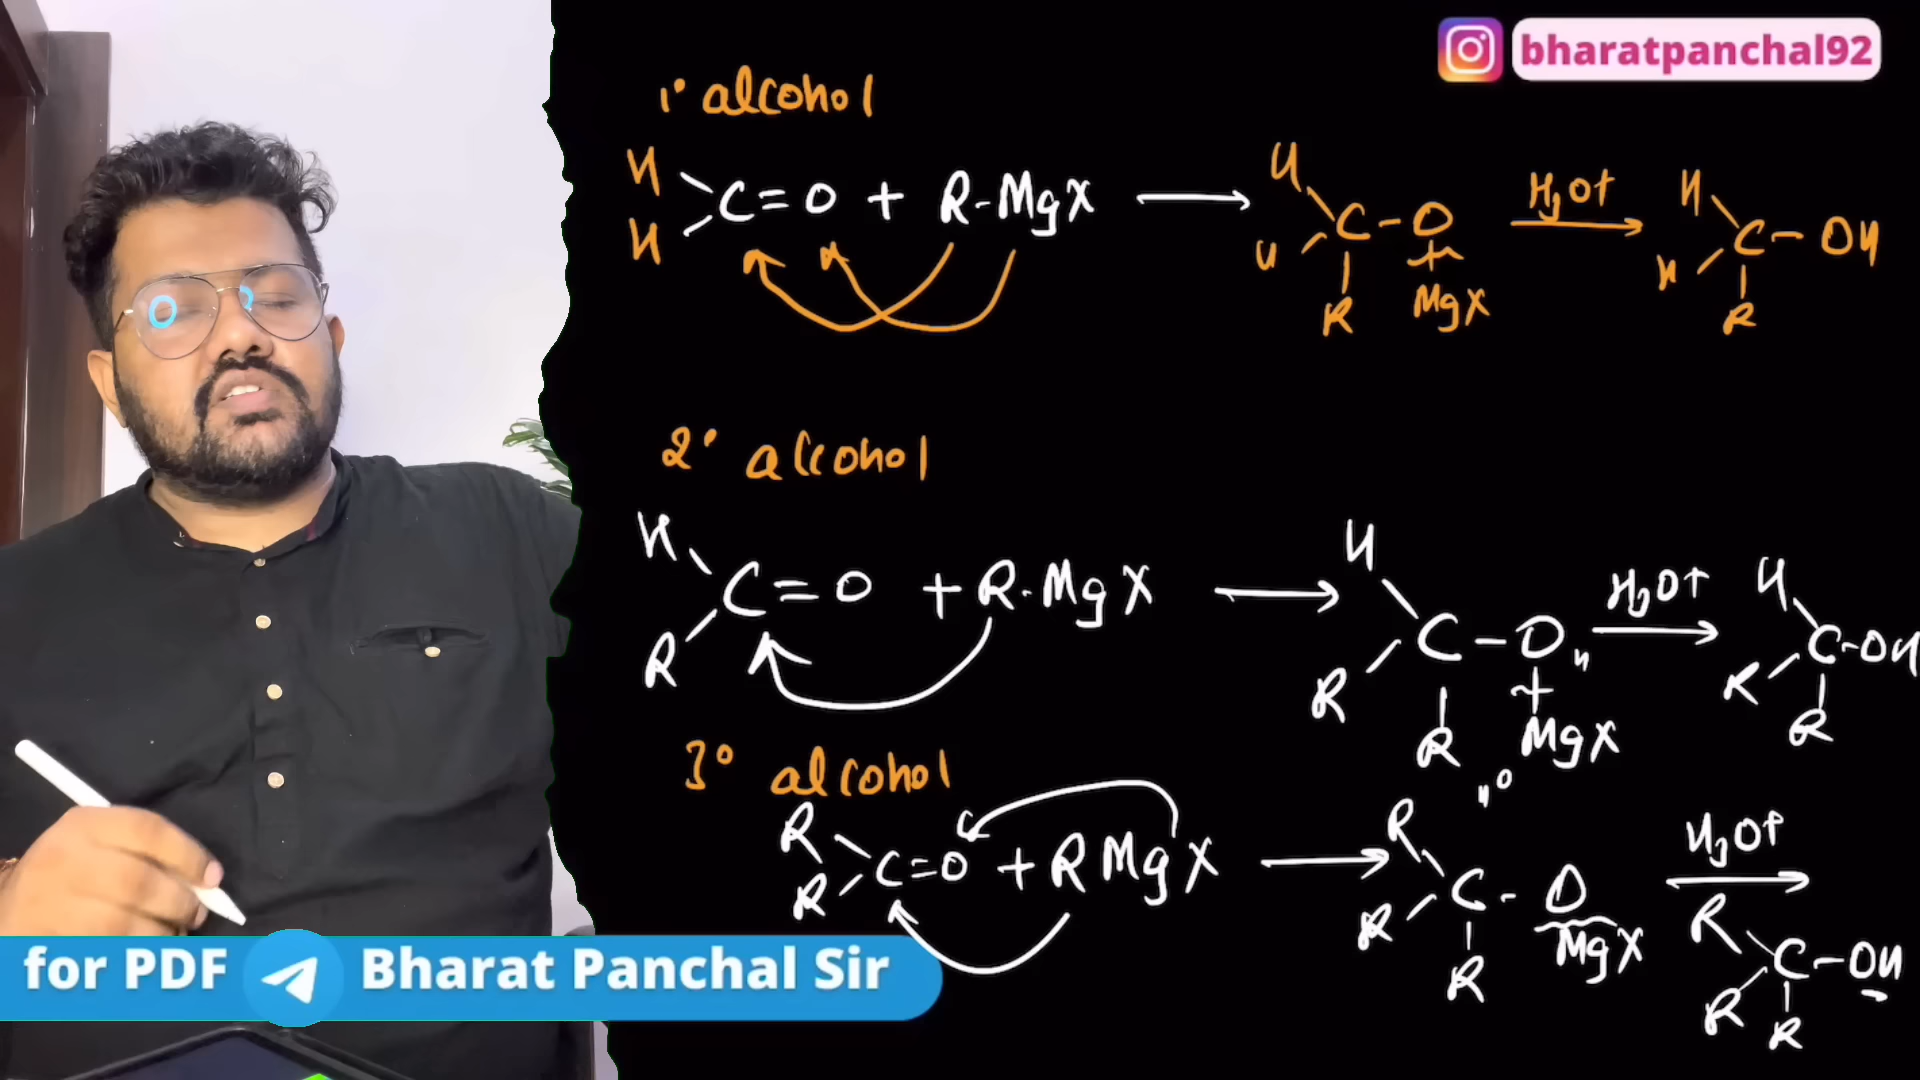 bharatpanchal92
1° alcohol
H
H
C=O + R-MgX ⟶
H
H
C-O
R
MgX
H3O+
H
H
C-OH
R
2° alcohol
H
R
C=O + R-MgX ⟶
H
R
C-O
R
MgX
H3O+
H
R
C-OH
R
3° alcohol
R
R
C=O + RMgX ⟶
R
R
C-O
R
MgX
H3O+
R
R
C-OH
R
for PDF Bharat Panchal Sir